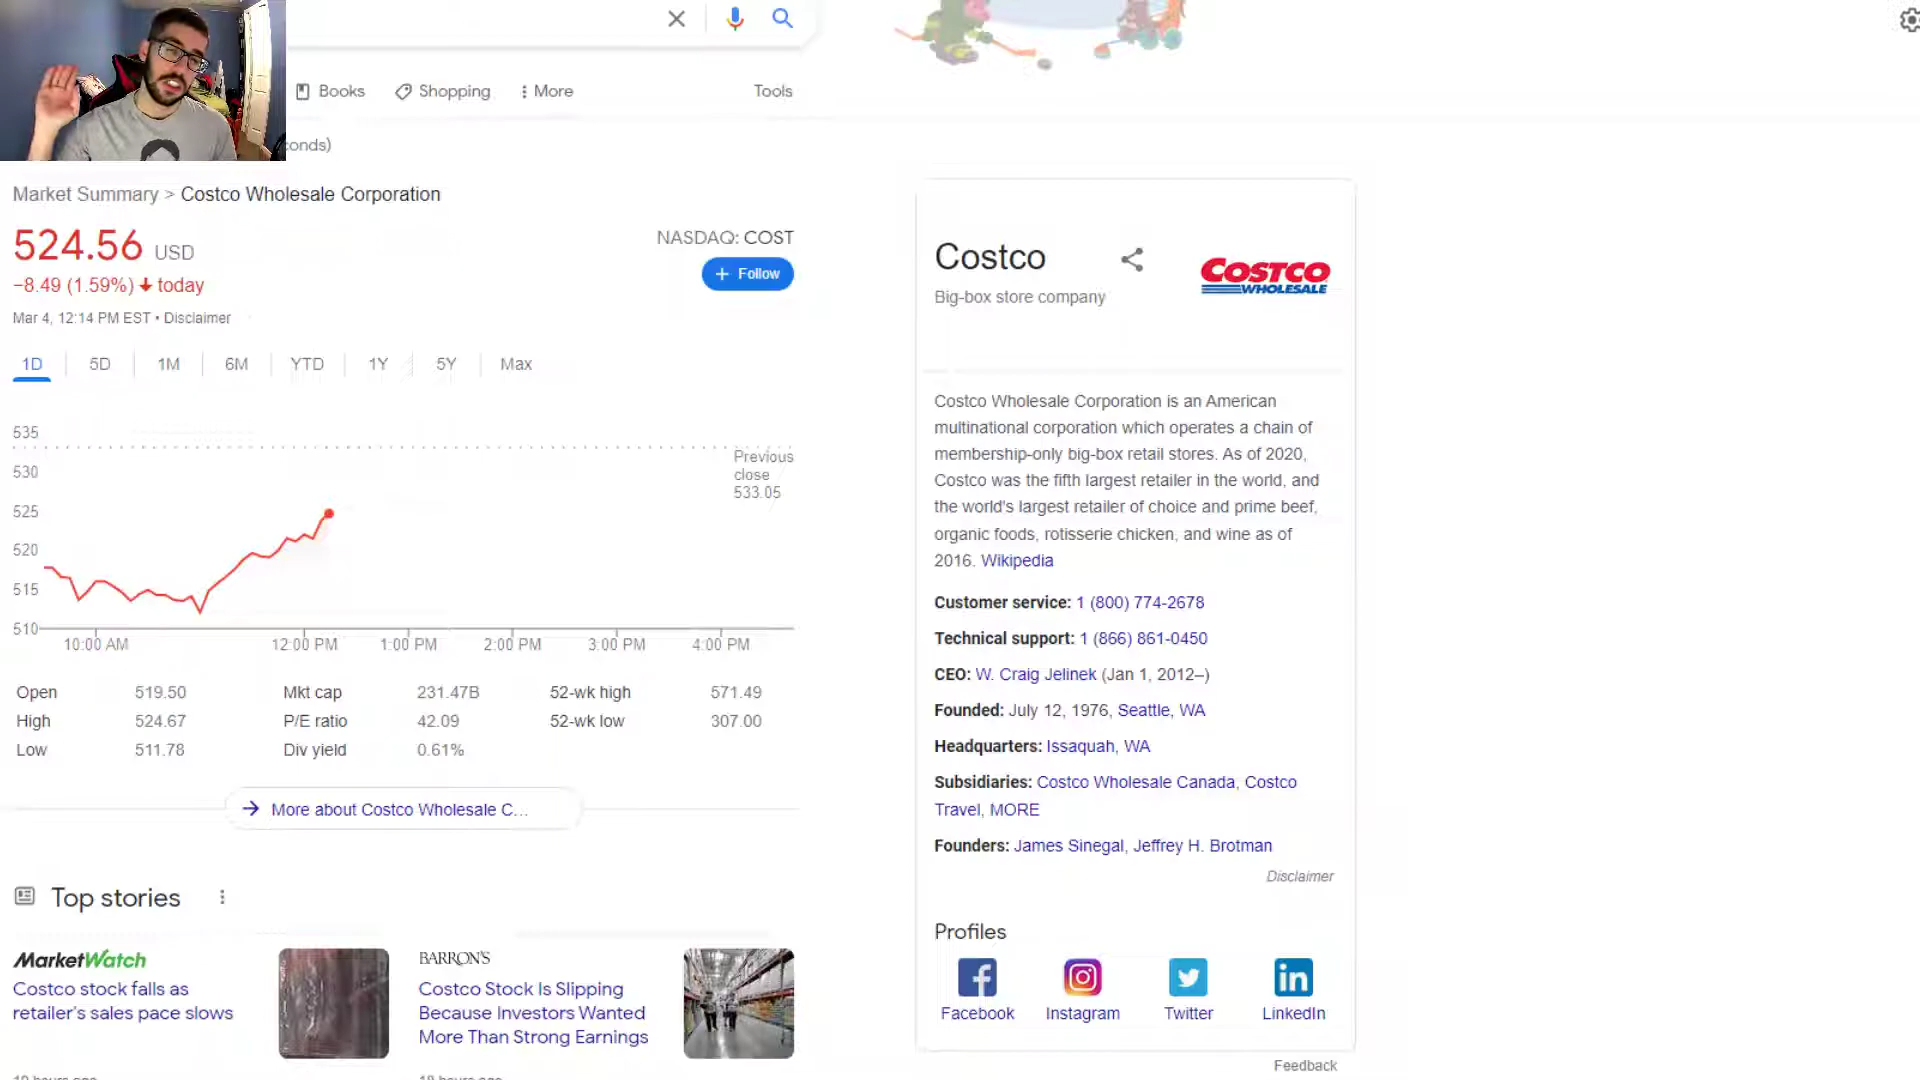 Books
Shopping
More
Tools
conds)
Market Summary > Costco Wholesale Corporation
524.56 USD
NASDAQ: COST
+ Follow
−8.49 (1.59%) ↓ today
Mar 4, 12:14 PM EST • Disclaimer
1D 5D 1M 6M YTD 1Y 5Y Max
535
530
525
520
515
510
Previous
close
533.05
10:00 AM 12:00 PM 1:00 PM 2:00 PM 3:00 PM 4:00 PM
Open 519.50 Mkt cap 231.47B 52-wk high 571.49
High 524.67 P/E ratio 42.09 52-wk low 307.00
Low 511.78 Div yield 0.61%
→ More about Costco Wholesale C...
Top stories
MarketWatch
Costco stock falls as
retailer's sales pace slows
BARRON'S
Costco Stock Is Slipping
Because Investors Wanted
More Than Strong Earnings
hours ago
hours ago
Costco
Big-box store company
COSTCO
WHOLESALE
Costco Wholesale Corporation is an American
multinational corporation which operates a chain of
membership-only big-box retail stores. As of 2020,
Costco was the fifth largest retailer in the world, and
the world's largest retailer of choice and prime beef,
organic foods, rotisserie chicken, and wine as of
2016. Wikipedia
Customer service: 1 (800) 774-2678
Technical support: 1 (866) 861-0450
CEO: W. Craig Jelinek (Jan 1, 2012–)
Founded: July 12, 1976, Seattle, WA
Headquarters: Issaquah, WA
Subsidiaries: Costco Wholesale Canada, Costco
Travel, MORE
Founders: James Sinegal, Jeffrey H. Brotman
Disclaimer
Profiles
Facebook Instagram Twitter LinkedIn
Feedback